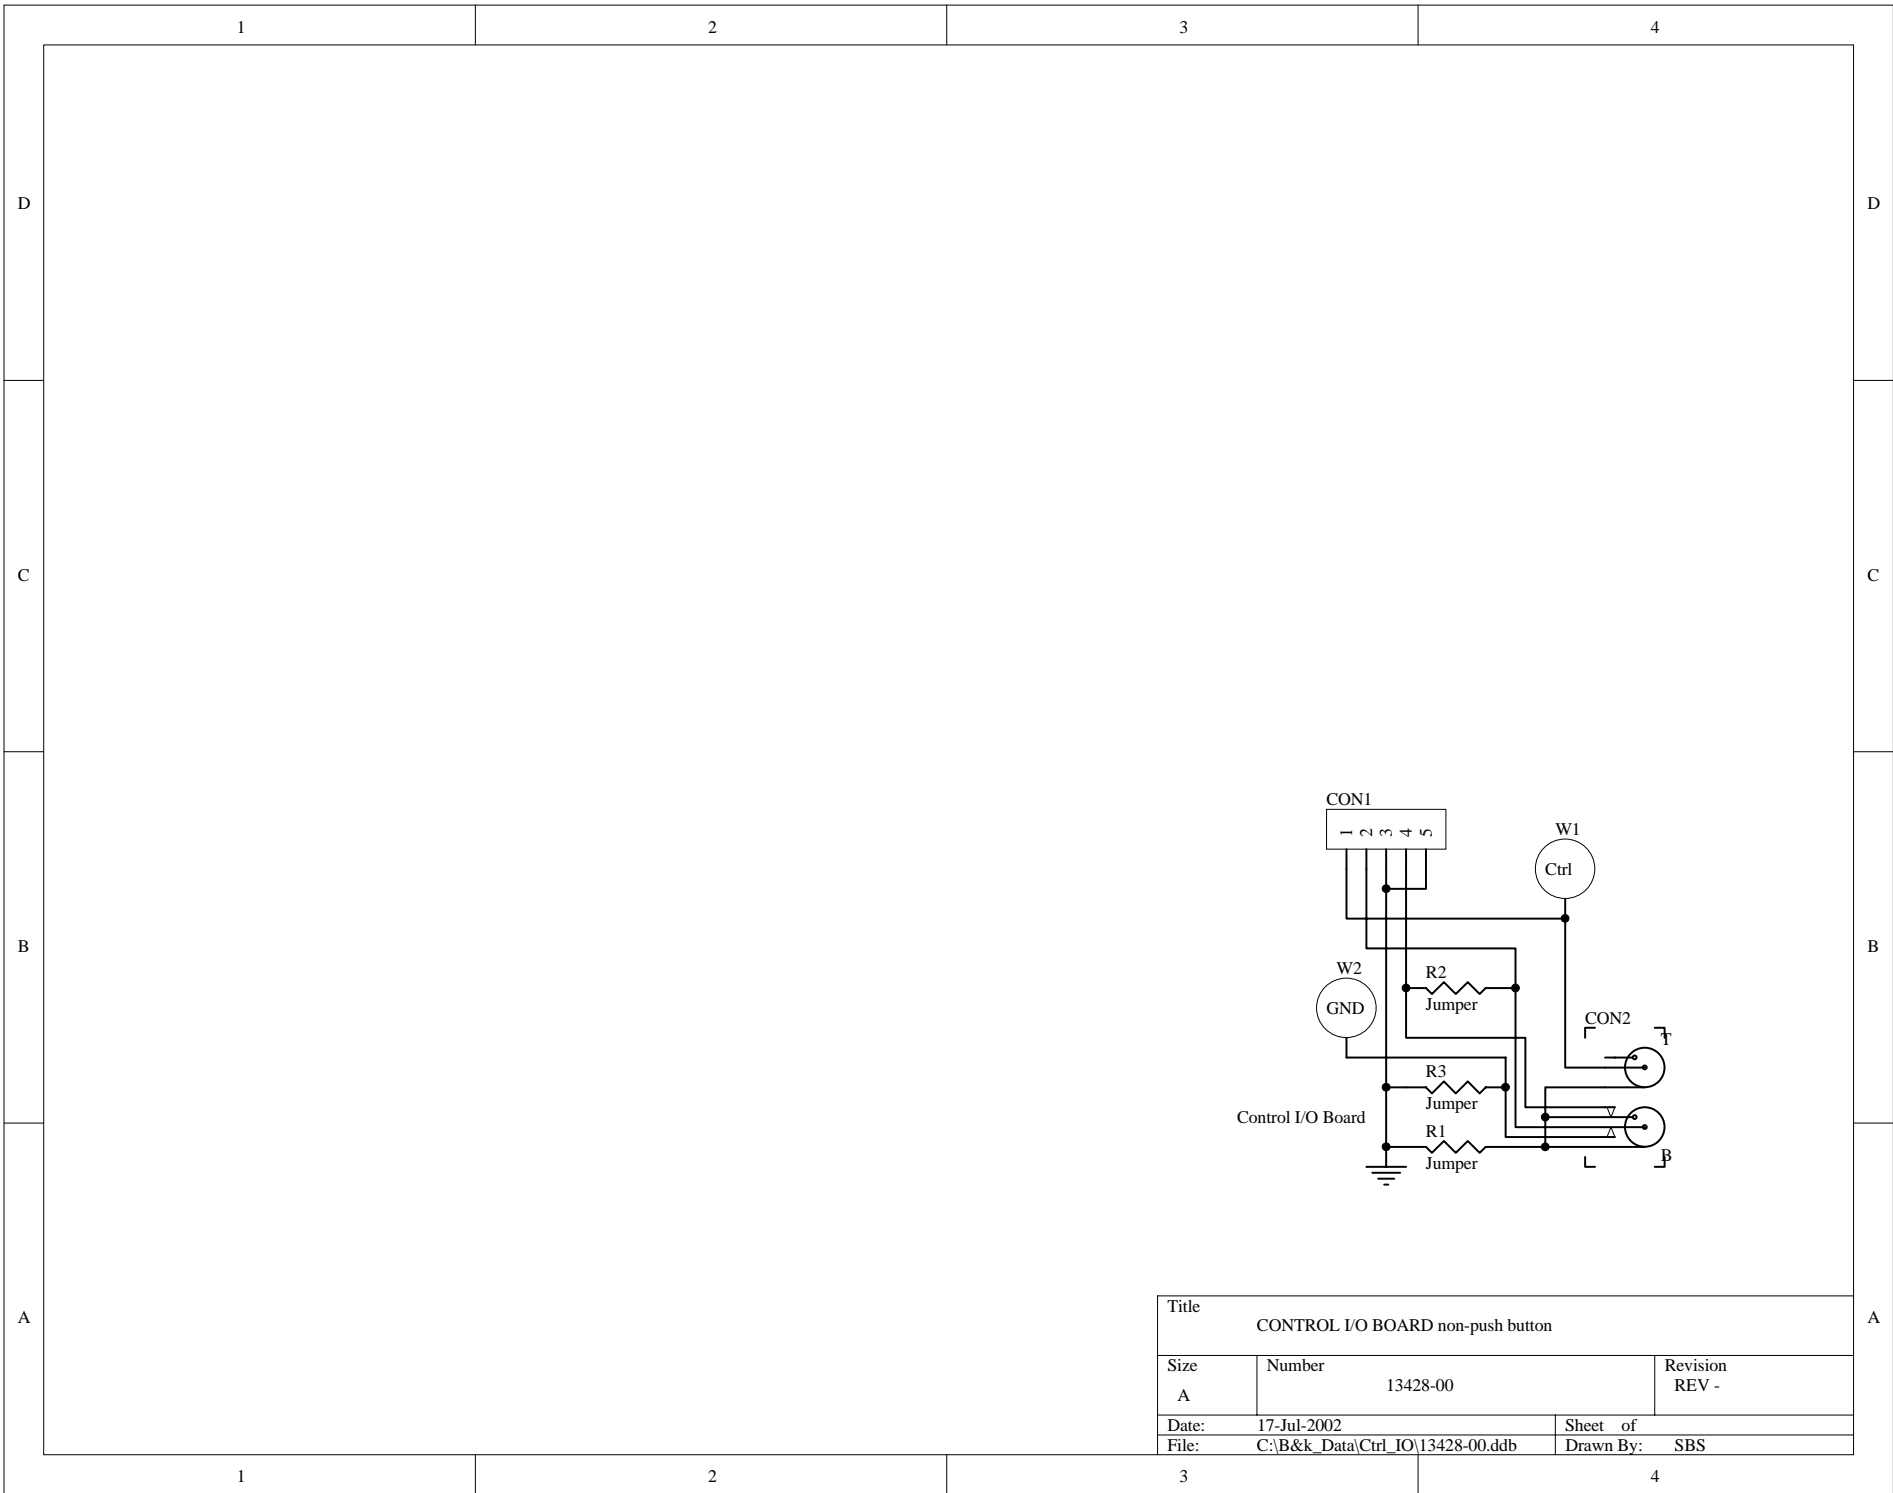 1 2 3 4
D D
C C
CON1
1 2 3 4 5
W1
Ctrl
B B
W2
GND
R2
Jumper
CON2
T
R3
Jumper
Control I/O Board
R1
Jumper
B
A A
Title
CONTROL I/O BOARD non-push button
Size Number Revision
A 13428-00 REV -
Date: 17-Jul-2002 Sheet of
File: C:\B&k_Data\Ctrl_IO\13428-00.ddb Drawn By: SBS
1 2 3 4